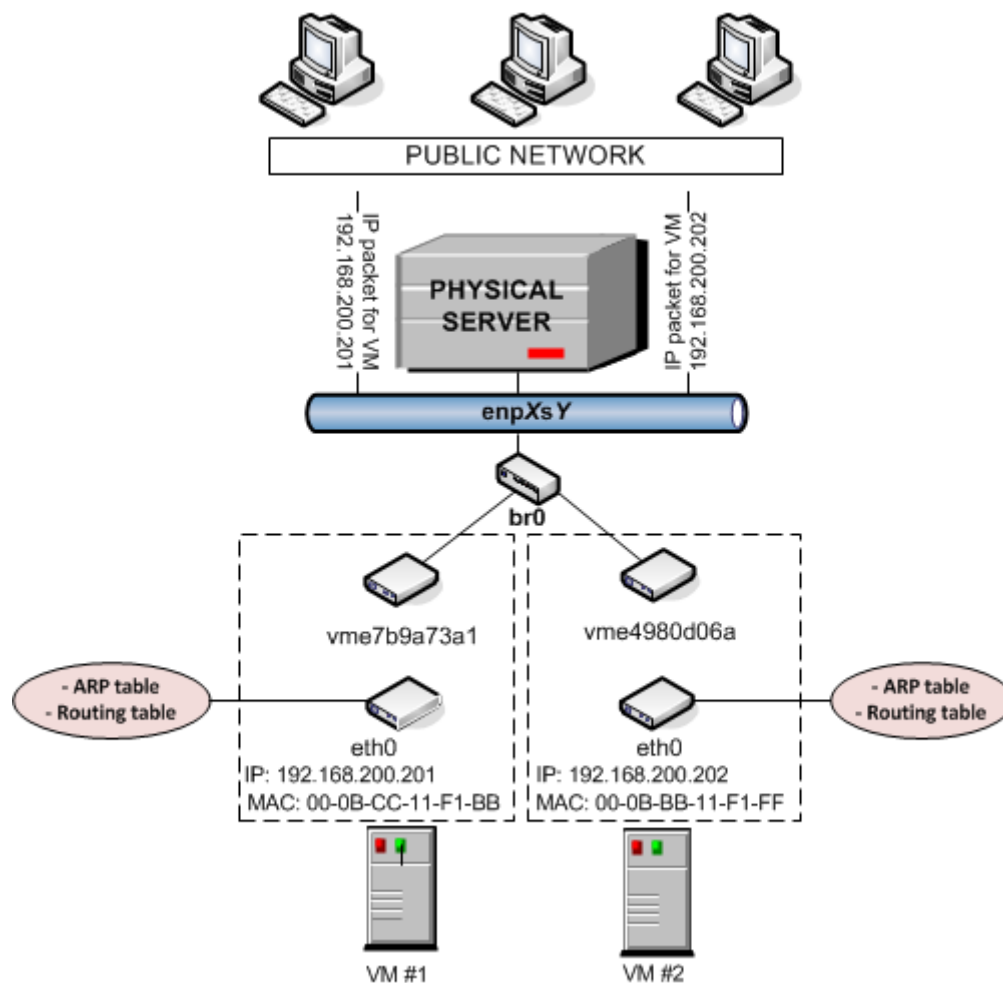 PUBLIC NETWORK
IP packet for VM
192.168.200.201
PHYSICAL
SERVER
IP packet for VM
192.168.200.202
enpXsY
br0
vme7b9a73a1
vme4980d06a
- ARP table
- Routing table
- ARP table
- Routing table
eth0
IP: 192.168.200.201
MAC: 00-0B-CC-11-F1-BB
eth0
IP: 192.168.200.202
MAC: 00-0B-BB-11-F1-FF
VM #1
VM #2